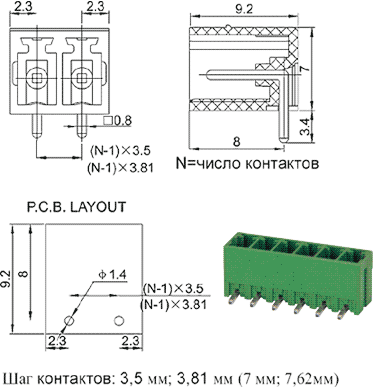 2.3 2.3
9.2
7
□0.8
3.4
(N-1)×3.5
(N-1)×3.81
8
N=число контактов
P.C.B. LAYOUT
9.2
8
ϕ1.4
(N-1)×3.5
(N-1)×3.81
2.3 2.3
Шаг контактов: 3,5 мм; 3,81 мм (7 мм; 7,62мм)